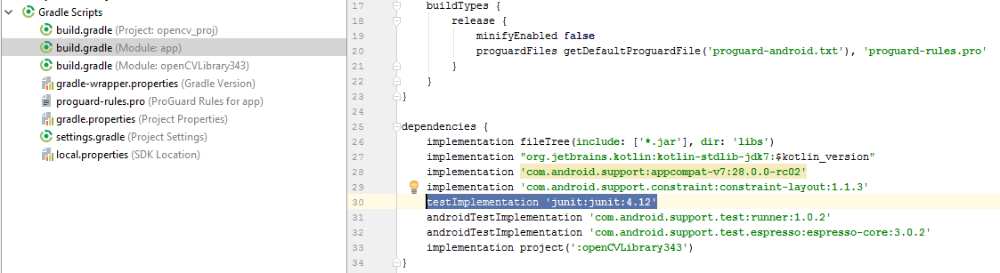 Gradle Scripts
build.gradle (Project: opencv_proj)
build.gradle (Module: app)
build.gradle (Module: openCVLibrary343)
gradle-wrapper.properties (Gradle Version)
proguard-rules.pro (ProGuard Rules for app)
gradle.properties (Project Properties)
settings.gradle (Project Settings)
local.properties (SDK Location)
17 buildTypes {
18 release {
19 minifyEnabled false
20 proguardFiles getDefaultProguardFile('proguard-android.txt'), 'proguard-rules.pro'
21 }
22 }
23 }
24
25 dependencies {
26 implementation fileTree(include: ['*.jar'], dir: 'libs')
27 implementation "org.jetbrains.kotlin:kotlin-stdlib-jdk7:$kotlin_version"
28 implementation 'com.android.support:appcompat-v7:28.0.0-rc02'
29 implementation 'com.android.support.constraint:constraint-layout:1.1.3'
30 testImplementation 'junit:junit:4.12'
31 androidTestImplementation 'com.android.support.test:runner:1.0.2'
32 androidTestImplementation 'com.android.support.test.espresso:espresso-core:3.0.2'
33 implementation project(':openCVLibrary343')
34 }